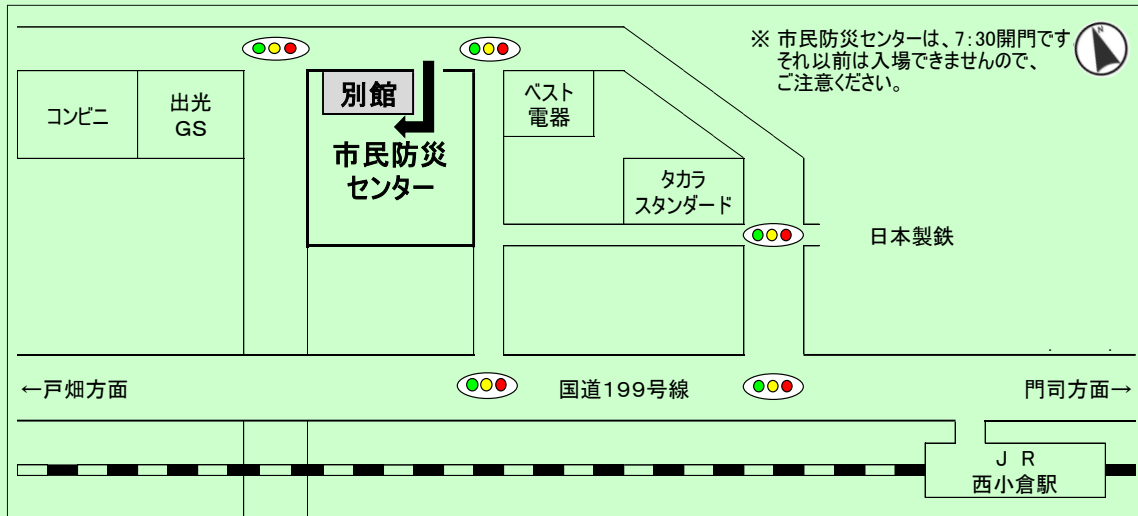 ※ 市民防災センターは、7:30開門です
それ以前は入場できませんので、
ご注意ください。
N
コンビニ
出光
GS
別館
市民防災
センター
ベスト
電器
タカラ
スタンダード
日本製鉄
←戸畑方面
国道199号線
門司方面→
JR
西小倉駅